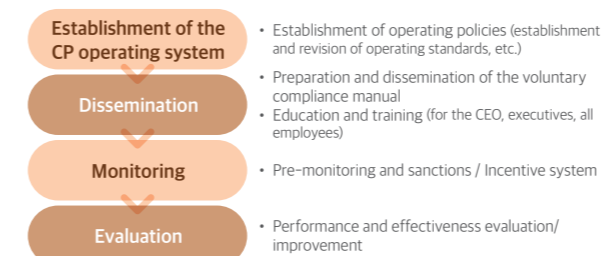 Establishment of the
CP operating system
• Establishment of operating policies (establishment
and revision of operating standards, etc.)
Dissemination
• Preparation and dissemination of the voluntary
compliance manual
• Education and training (for the CEO, executives, all
employees)
Monitoring
• Pre-monitoring and sanctions / Incentive system
Evaluation
• Performance and effectiveness evaluation/
improvement